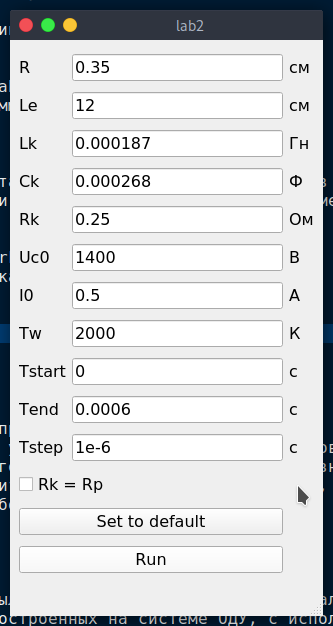 lab2
R 0.35 см
Le 12 см
Lk 0.000187 Гн
Ck 0.000268 Ф
Rk 0.25 Ом
Uc0 1400 В
I0 0.5 А
Tw 2000 К
Tstart 0 с
Tend 0.0006 с
Tstep 1e-6 с
Rk = Rp
Set to default
Run
остроенных на системе ОДУ, с испол